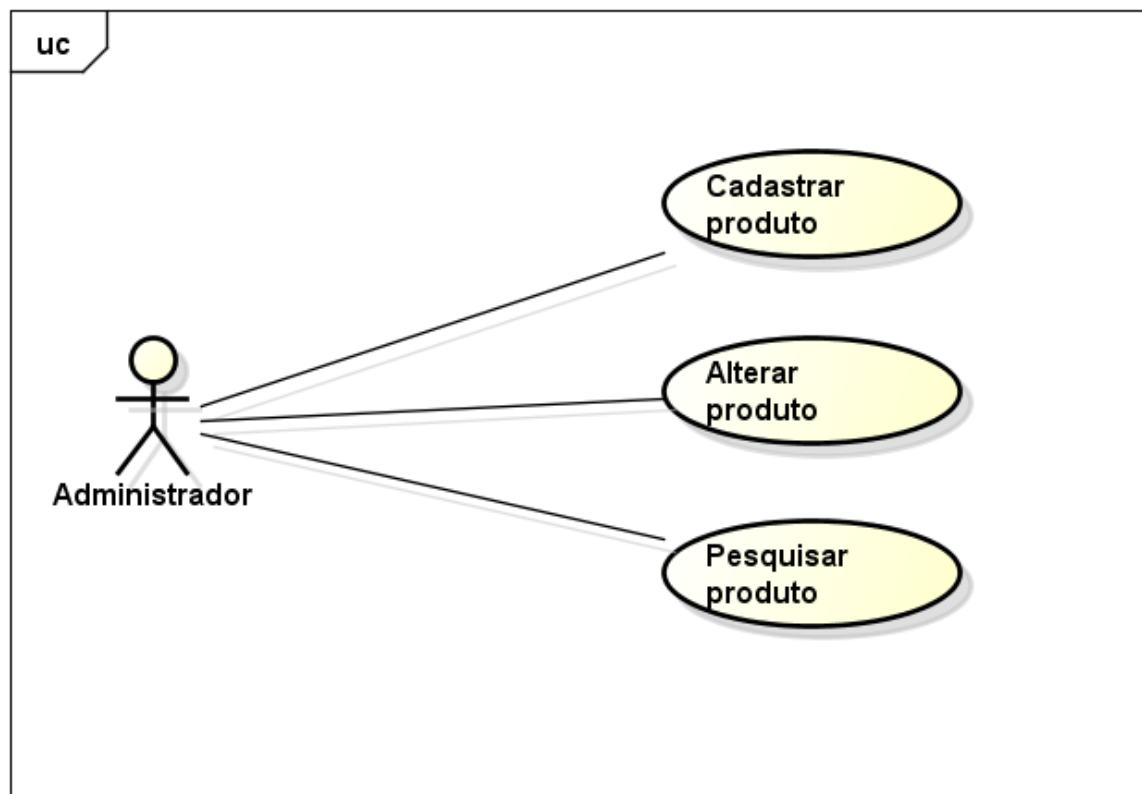 uc
Cadastrar
produto
Alterar
produto
Administrador
Pesquisar
produto